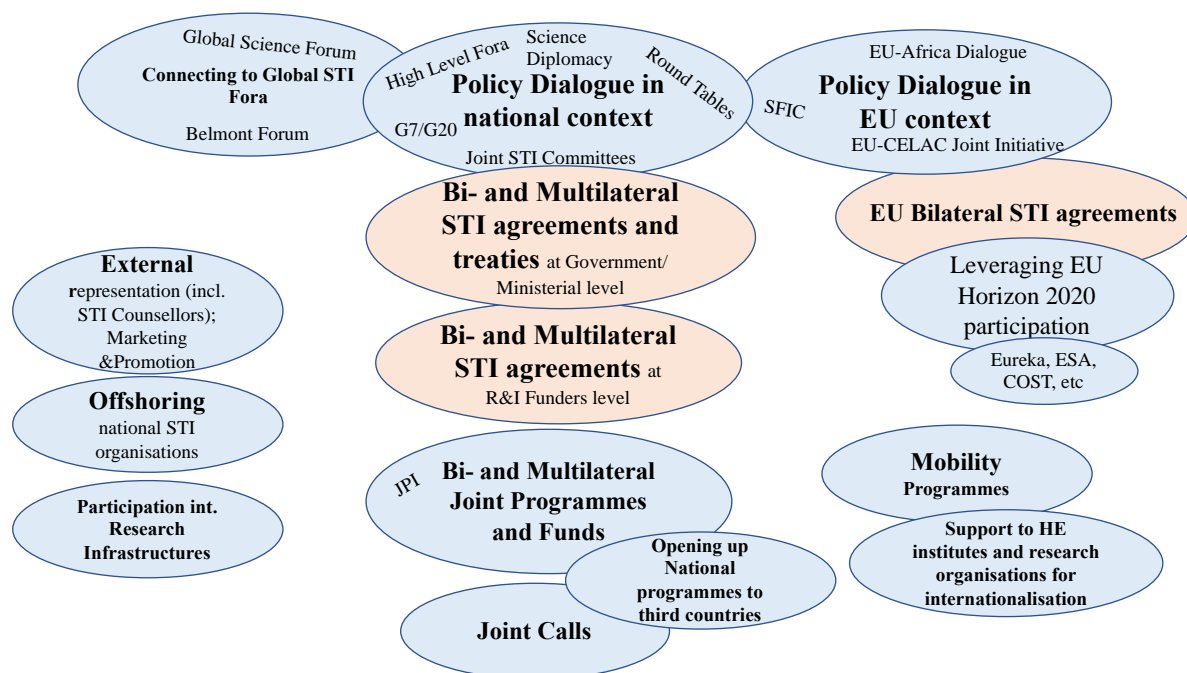 Global Science Forum
Connecting to Global STI
Fora
Belmont Forum
High Level Fora
Science
Diplomacy
Round Tables
Policy Dialogue in
national context
G7/G20
Joint STI Committees
EU-Africa Dialogue
Policy Dialogue in
SFIC
EU context
EU-CELAC Joint Initiative
Bi- and Multilateral
STI agreements and
treaties at Government/
Ministerial level
EU Bilateral STI agreements
External
representation (incl.
STI Counsellors);
Marketing
&Promotion
Leveraging EU
Horizon 2020
participation
Bi- and Multilateral
STI agreements at
R&I Funders level
Eureka, ESA,
COST, etc
Offshoring
national STI
organisations
JPI
Bi- and Multilateral
Joint Programmes
and Funds
Mobility
Programmes
Participation int.
Research
Infrastructures
Opening up
National
programmes to
third countries
Support to HE
institutes and research
organisations for
internationalisation
Joint Calls